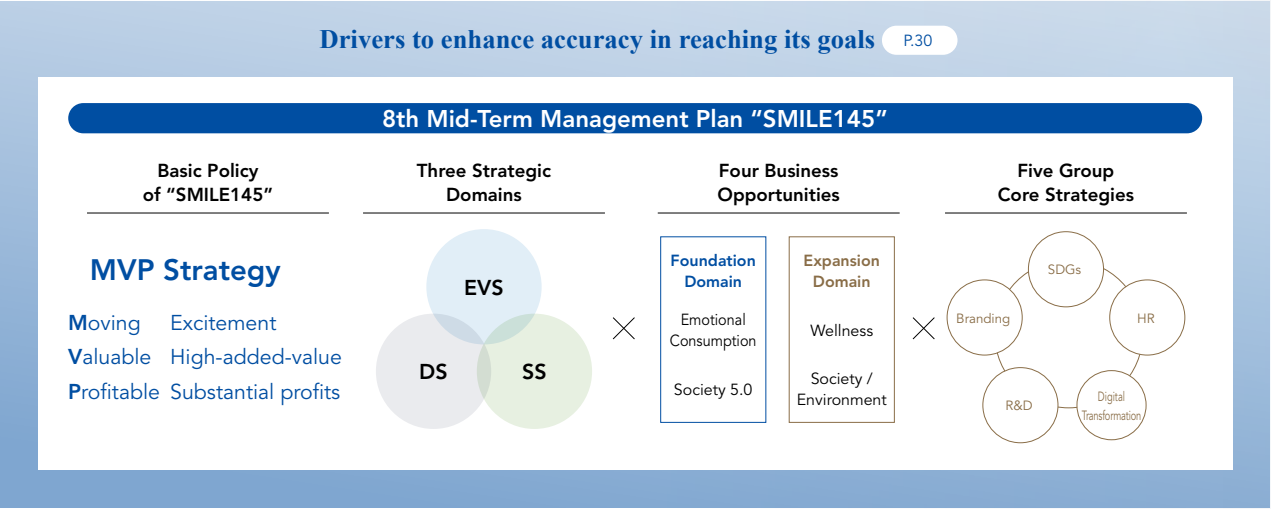 Drivers to enhance accuracy in reaching its goals P.30
8th Mid-Term Management Plan “SMILE145”
Basic Policy
of “SMILE145”
MVP Strategy
Moving Excitement
Valuable High-added-value
Profitable Substantial profits
Three Strategic
Domains
EVS
DS
SS
×
Four Business
Opportunities
Foundation
Domain
Emotional
Consumption
Society 5.0
Expansion
Domain
Wellness
Society /
Environment
×
Five Group
Core Strategies
SDGs
Branding
HR
R&D
Digital
Transformation